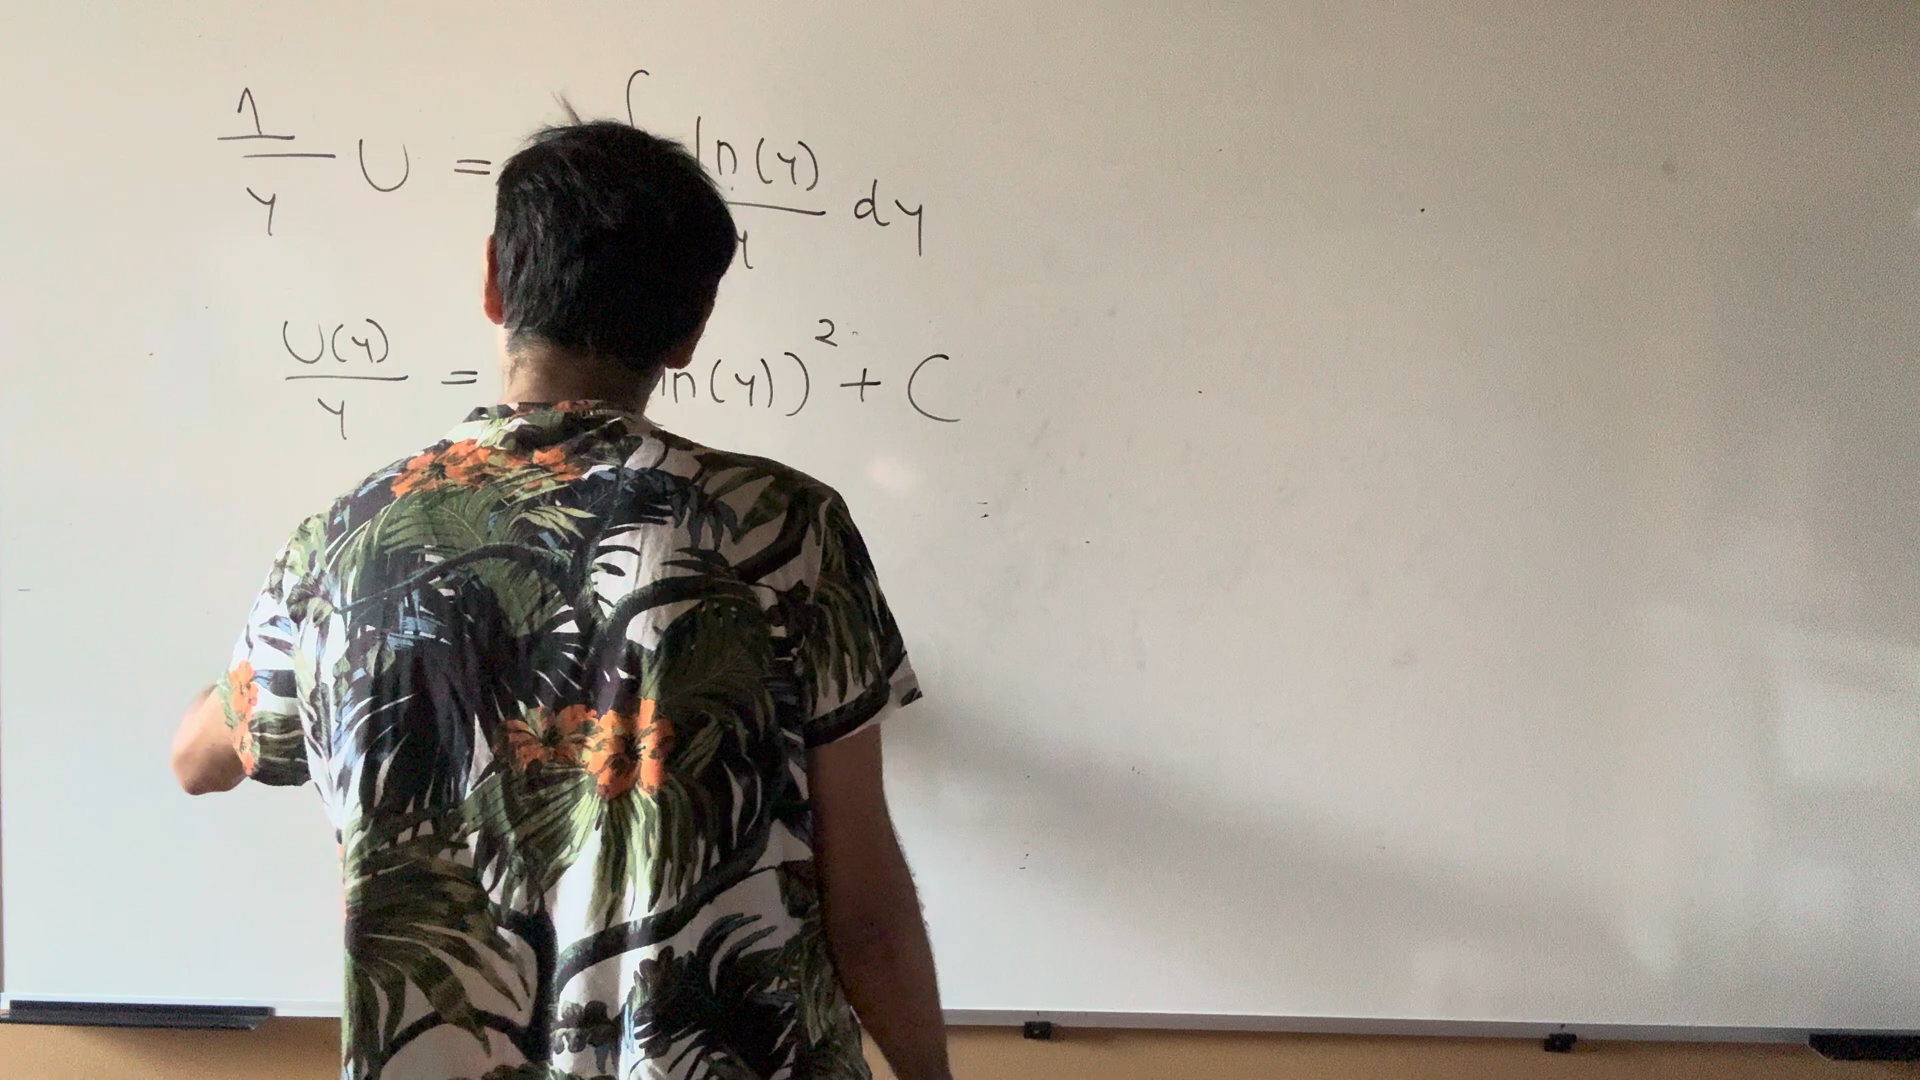 1/y U = ∫ ln(y)/y dy
U(y)/y = ln(y))² + C